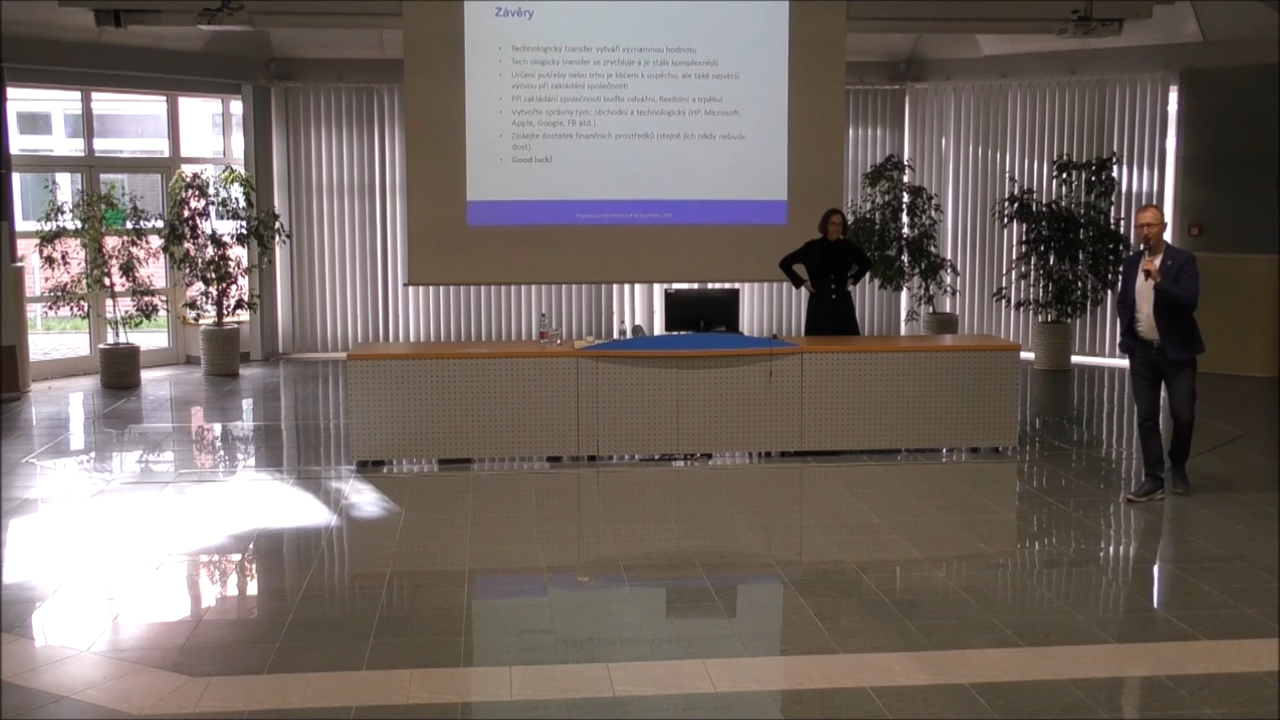 Závěry
• Technologický transfer vytváří významnou hodnotu
• Tech ologický transfer se zrychluje a je stále komplexnější
• Určení potřeby nebo trhu je klíčem k úspěchu, ale také největší
výzvou při zakládání společnosti
• Při zakládání společnosti buďte odvážní, flexibilní a trpěliví
• Vytvořte správný tým: obchodní a technologický (HP, Microsoft,
Apple, Google, FB atd.)
• Získejte dostatek finančních prostředků (stejně jich nikdy nebude
dost).
• Good luck!